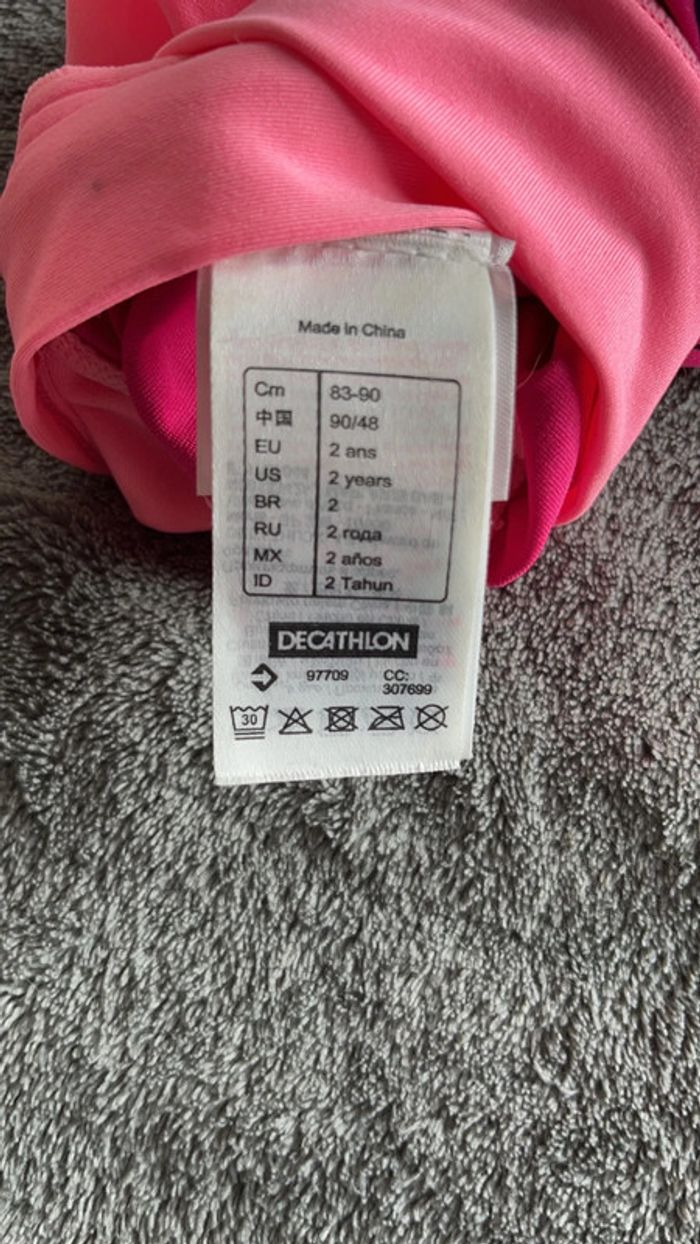 Made in China
Cm 83-90
中国 90/48
EU 2 ans
US 2 years
BR 2
RU 2 года
MX 2 años
ID 2 Tahun
DECATHLON
97709 CC: 307699
30